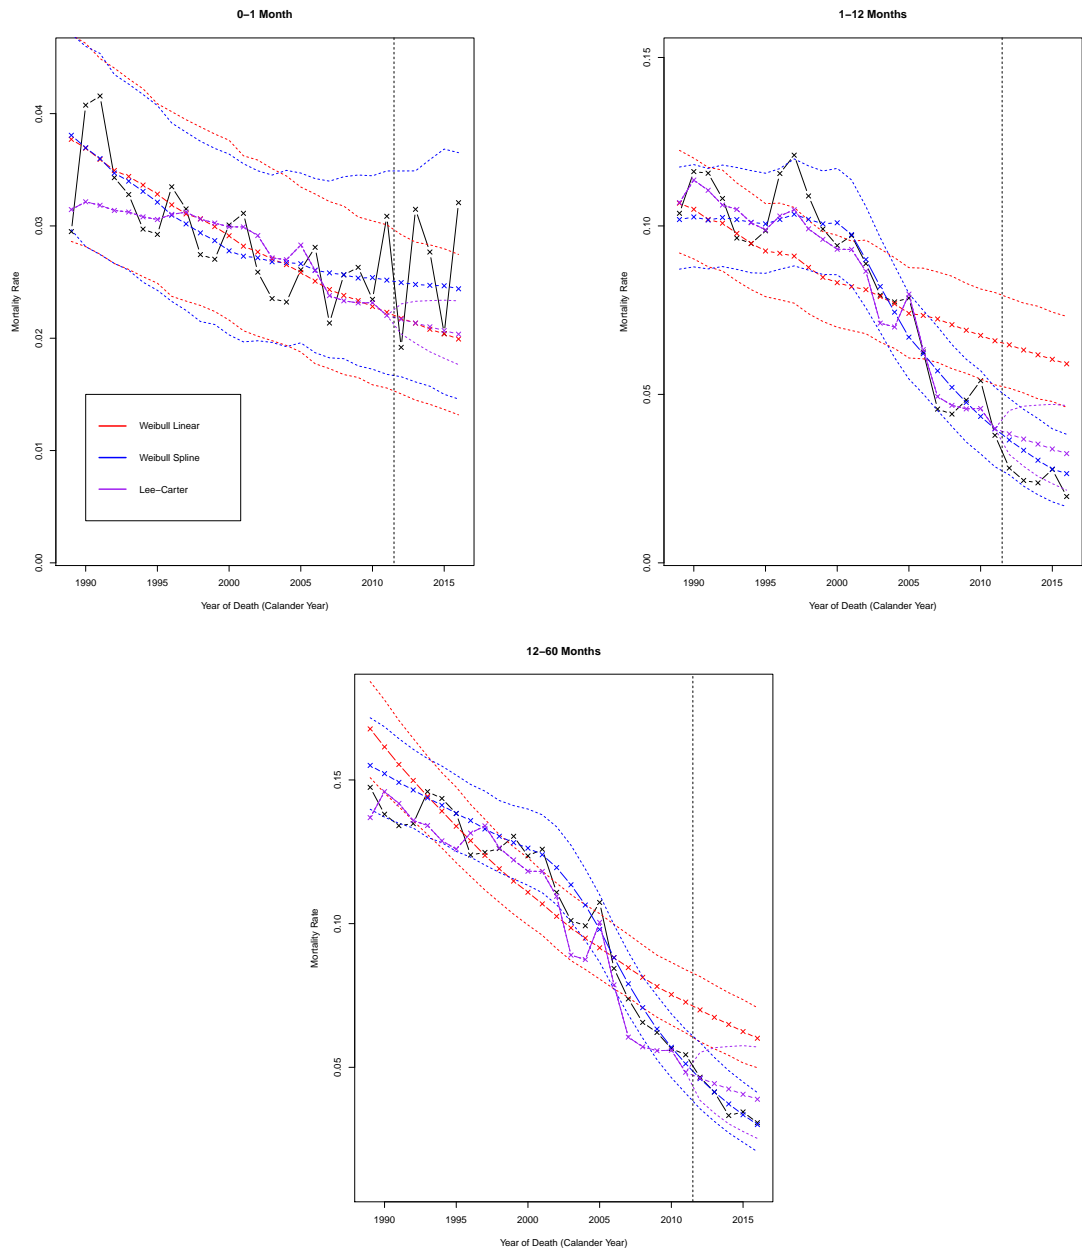 0–1 Month
Mortality Rate
0.00 0.01 0.02 0.03 0.04
Weibull Linear
Weibull Spline
Lee–Carter
1990 1995 2000 2005 2010 2015
Year of Death (Calander Year)
1–12 Months
Mortality Rate
0.00 0.05 0.10 0.15
1990 1995 2000 2005 2010 2015
Year of Death (Calander Year)
12–60 Months
Mortality Rate
0.05 0.10 0.15
1990 1995 2000 2005 2010 2015
Year of Death (Calander Year)